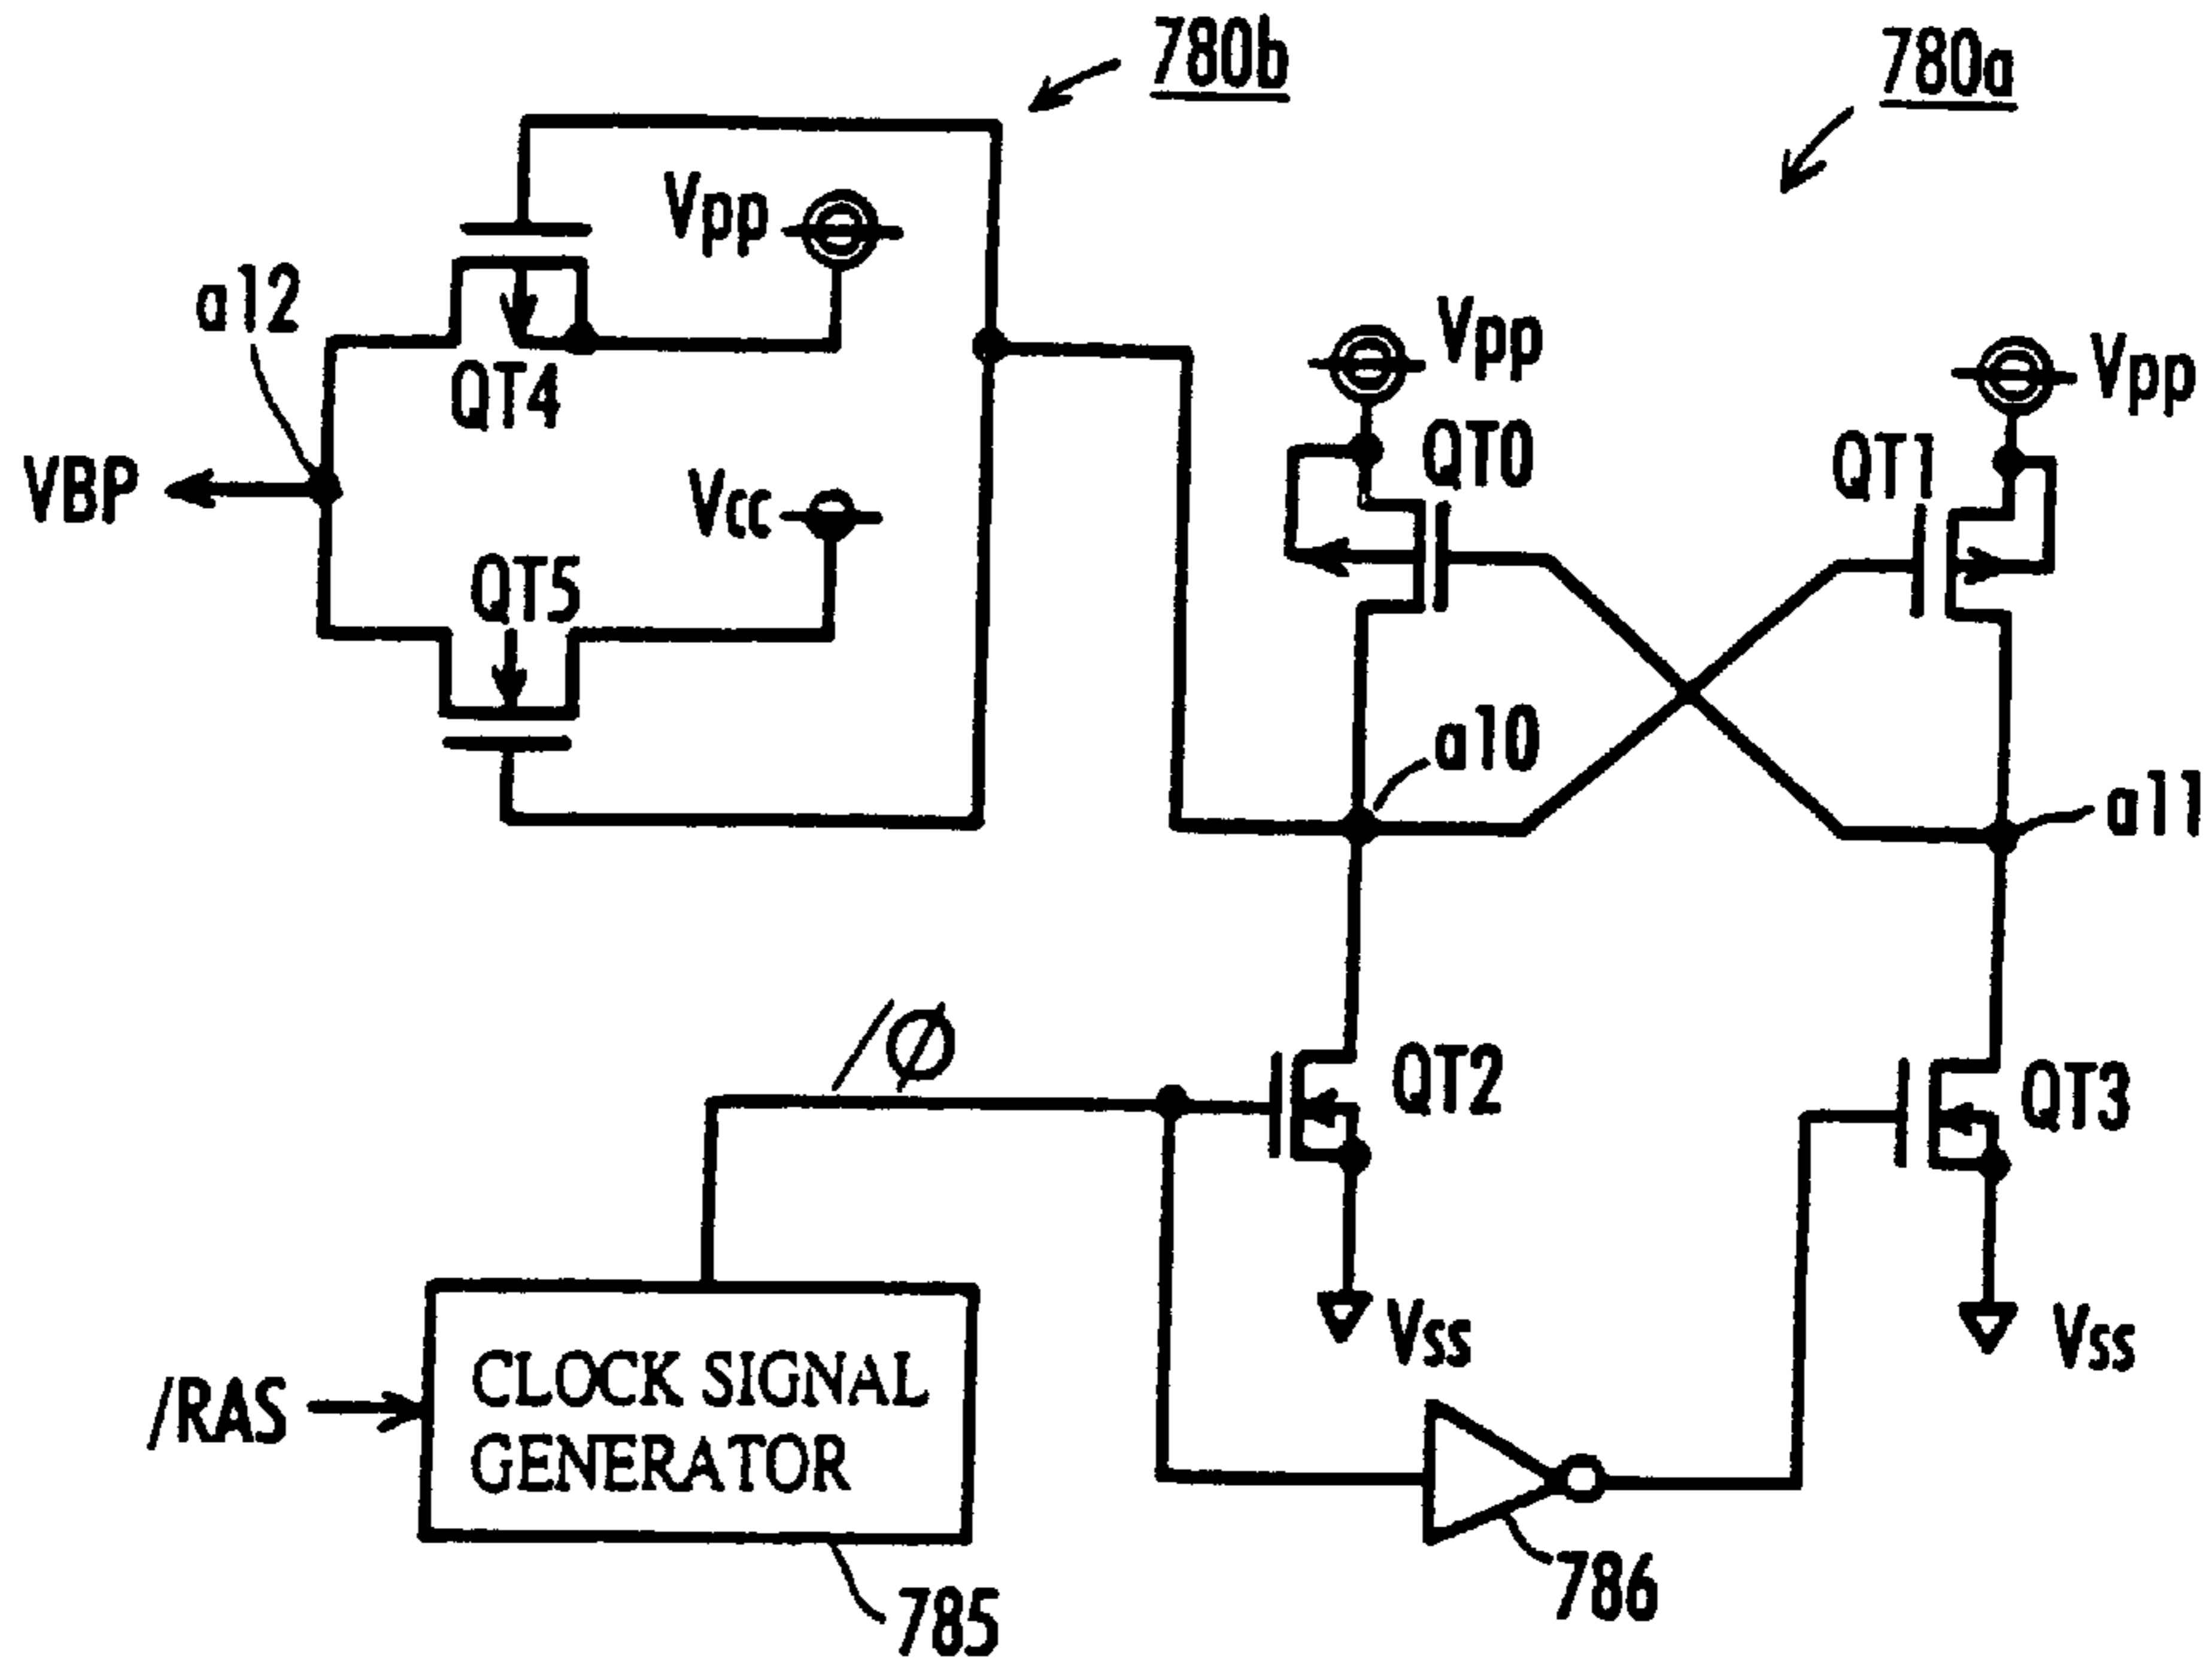 780b
780a
Vpp
a12
QT4
Vpp
QT0
Vpp
QT1
VBP
Vcc
QT5
a10
a11
/Ø
QT2
QT3
Vss
Vss
/RAS
CLOCK SIGNAL
GENERATOR
785
786